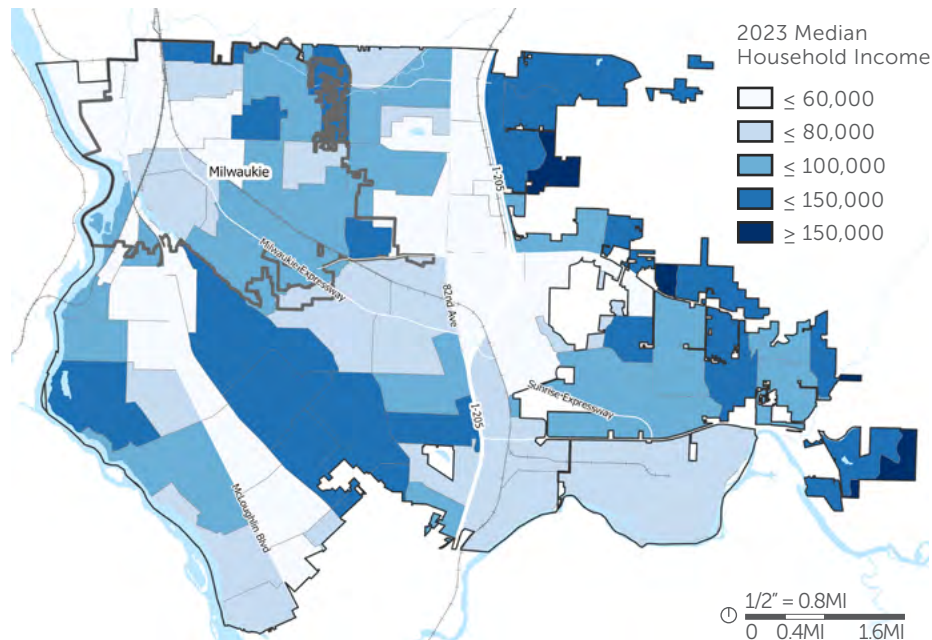 2023 Median
Household Income
≤ 60,000
≤ 80,000
≤ 100,000
≤ 150,000
≥ 150,000
Milwaukie
I-205
Milwaukie Expressway
82nd Ave
I-205
Sunrise Expressway
McLoughlin Blvd
1/2" = 0.8MI
0 0.4MI 1.6MI